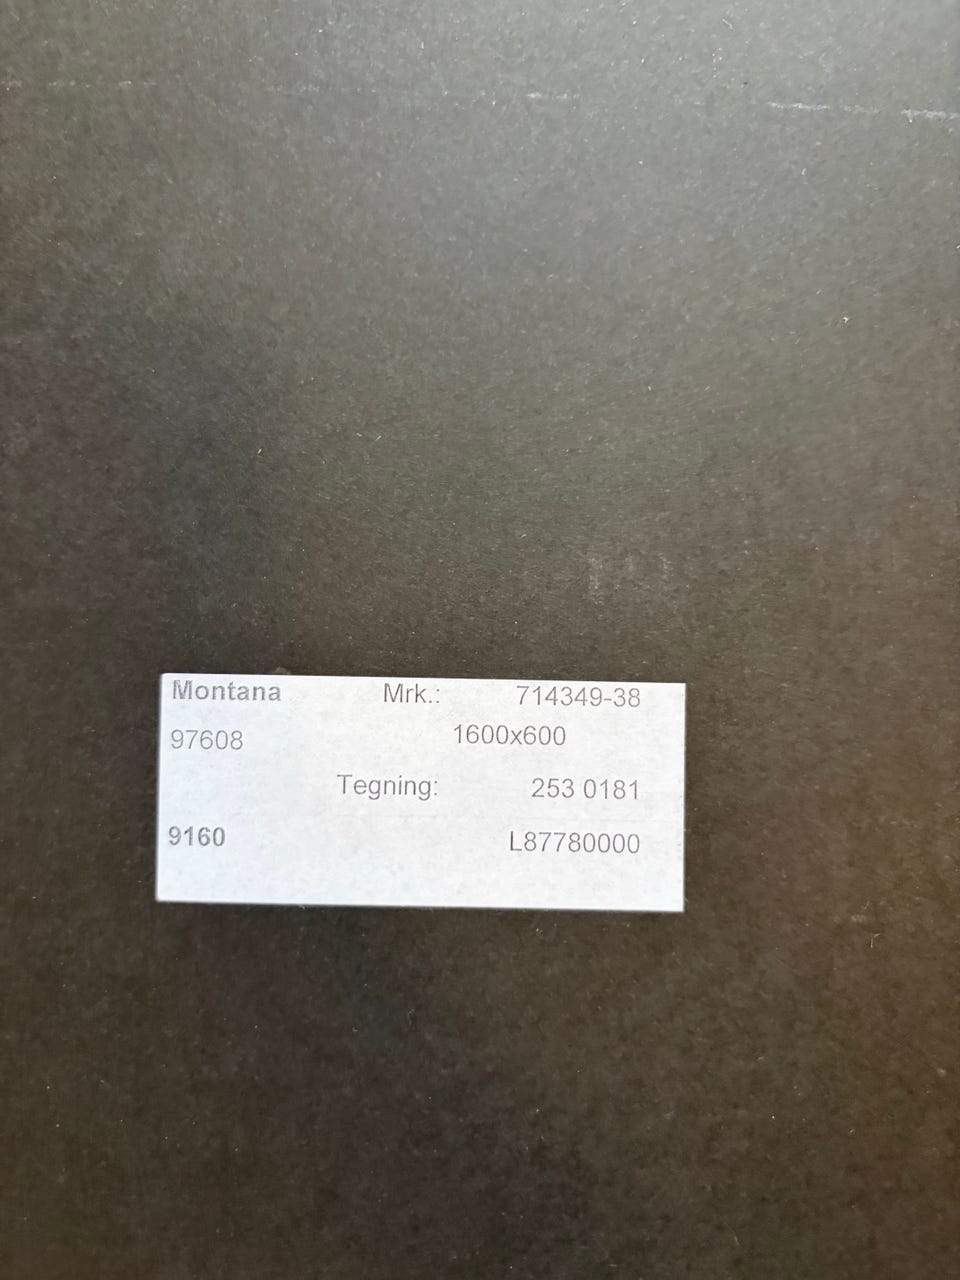 Montana Mrk.: 714349-38
97608 1600x600
Tegning: 253 0181
9160 L87780000